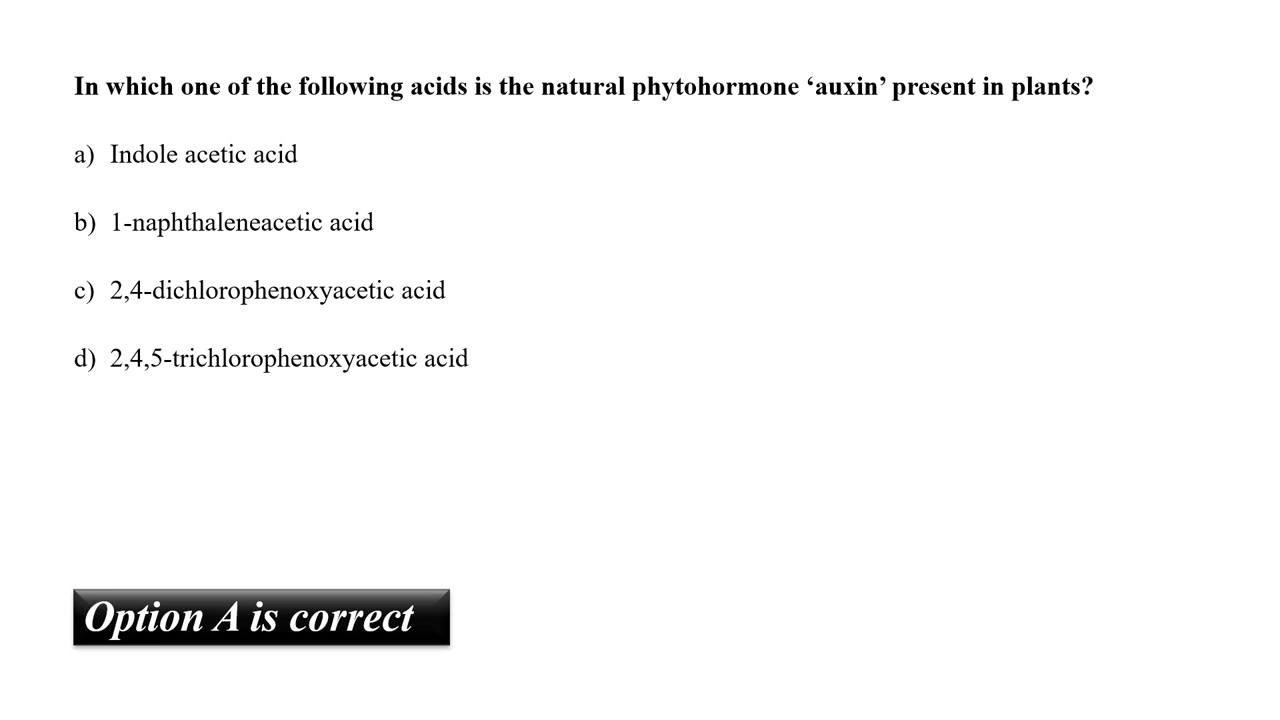 In which one of the following acids is the natural phytohormone ‘auxin’ present in plants?
a) Indole acetic acid
b) 1-naphthaleneacetic acid
c) 2,4-dichlorophenoxyacetic acid
d) 2,4,5-trichlorophenoxyacetic acid
Option A is correct